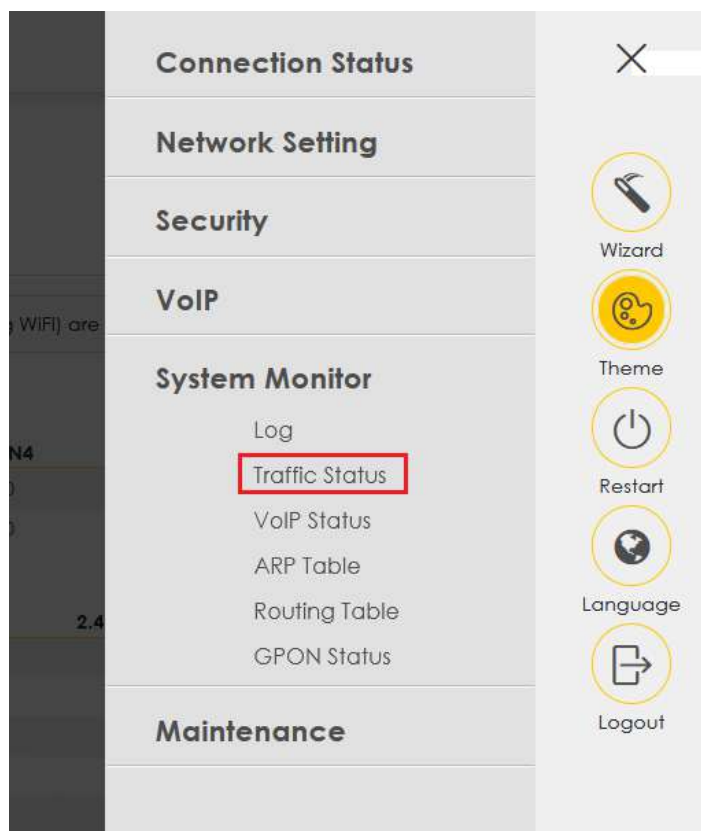 Connection Status
Network Setting
Security
VoIP
System Monitor
Log
Traffic Status
VoIP Status
ARP Table
Routing Table
GPON Status
Maintenance
Wizard
Theme
Restart
Language
Logout
WiFi) are
N4
2.4